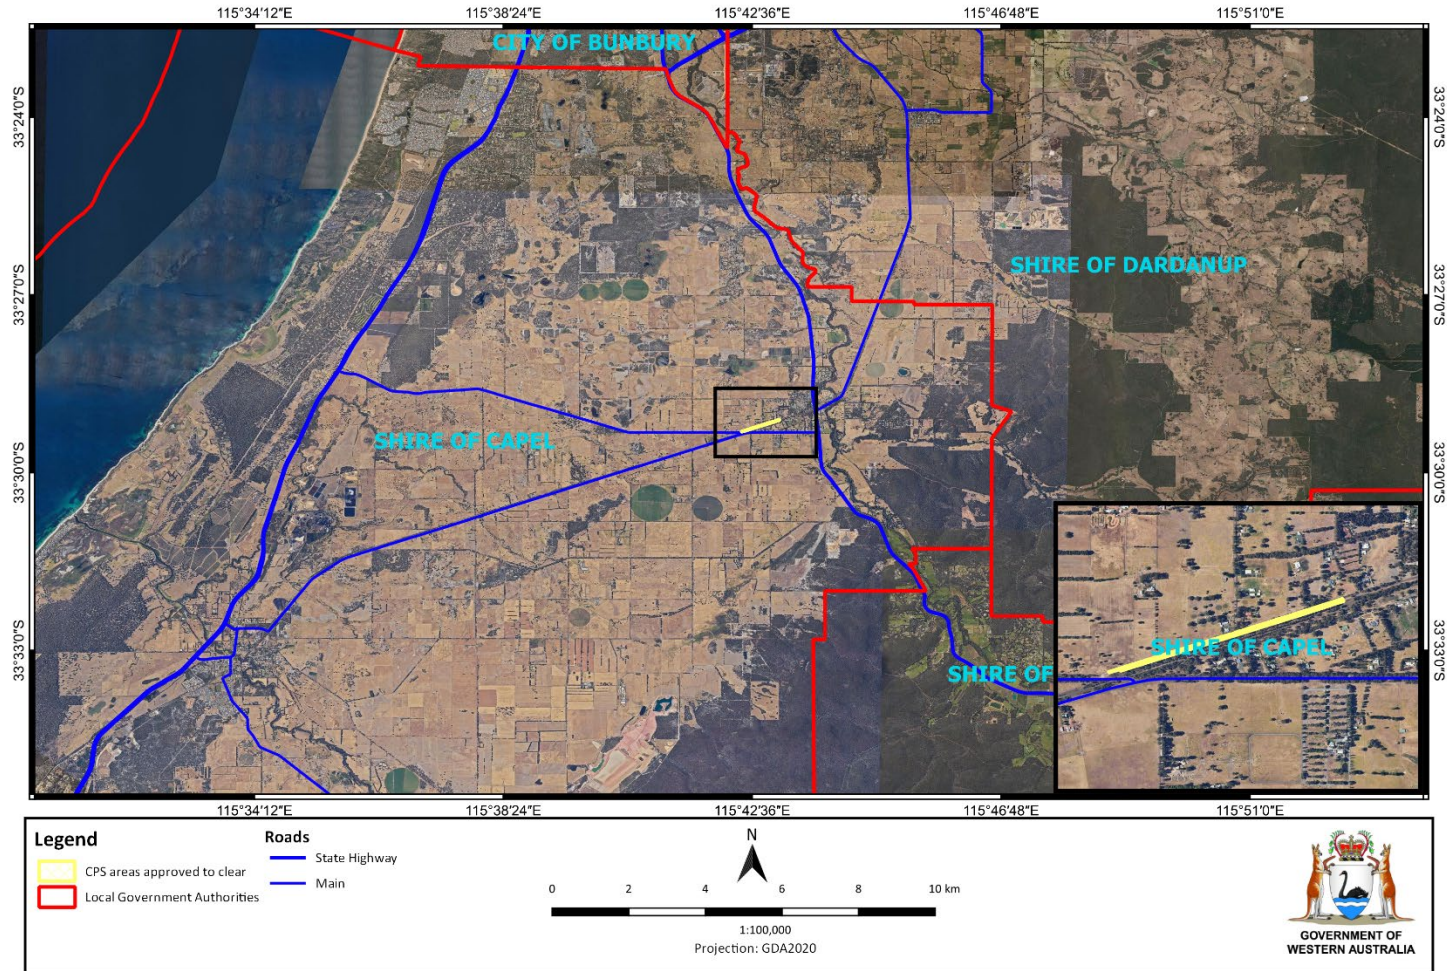 115°34'12"E 115°38'24"E 115°42'36"E 115°46'48"E 115°51'0"E
CITY OF BUNBURY
33°24'0"S 33°24'0"S
SHIRE OF DARDANUP
33°27'0"S 33°27'0"S
SHIRE OF CAPEL
33°30'0"S 33°30'0"S
SHIRE OF CAPEL
33°33'0"S 33°33'0"S
SHIRE OF
115°34'12"E 115°38'24"E 115°42'36"E 115°46'48"E 115°51'0"E
Legend
CPS areas approved to clear
Local Government Authorities
Roads
State Highway
Main
N
0 2 4 6 8 10 km
1:100,000
Projection: GDA2020
GOVERNMENT OF
WESTERN AUSTRALIA